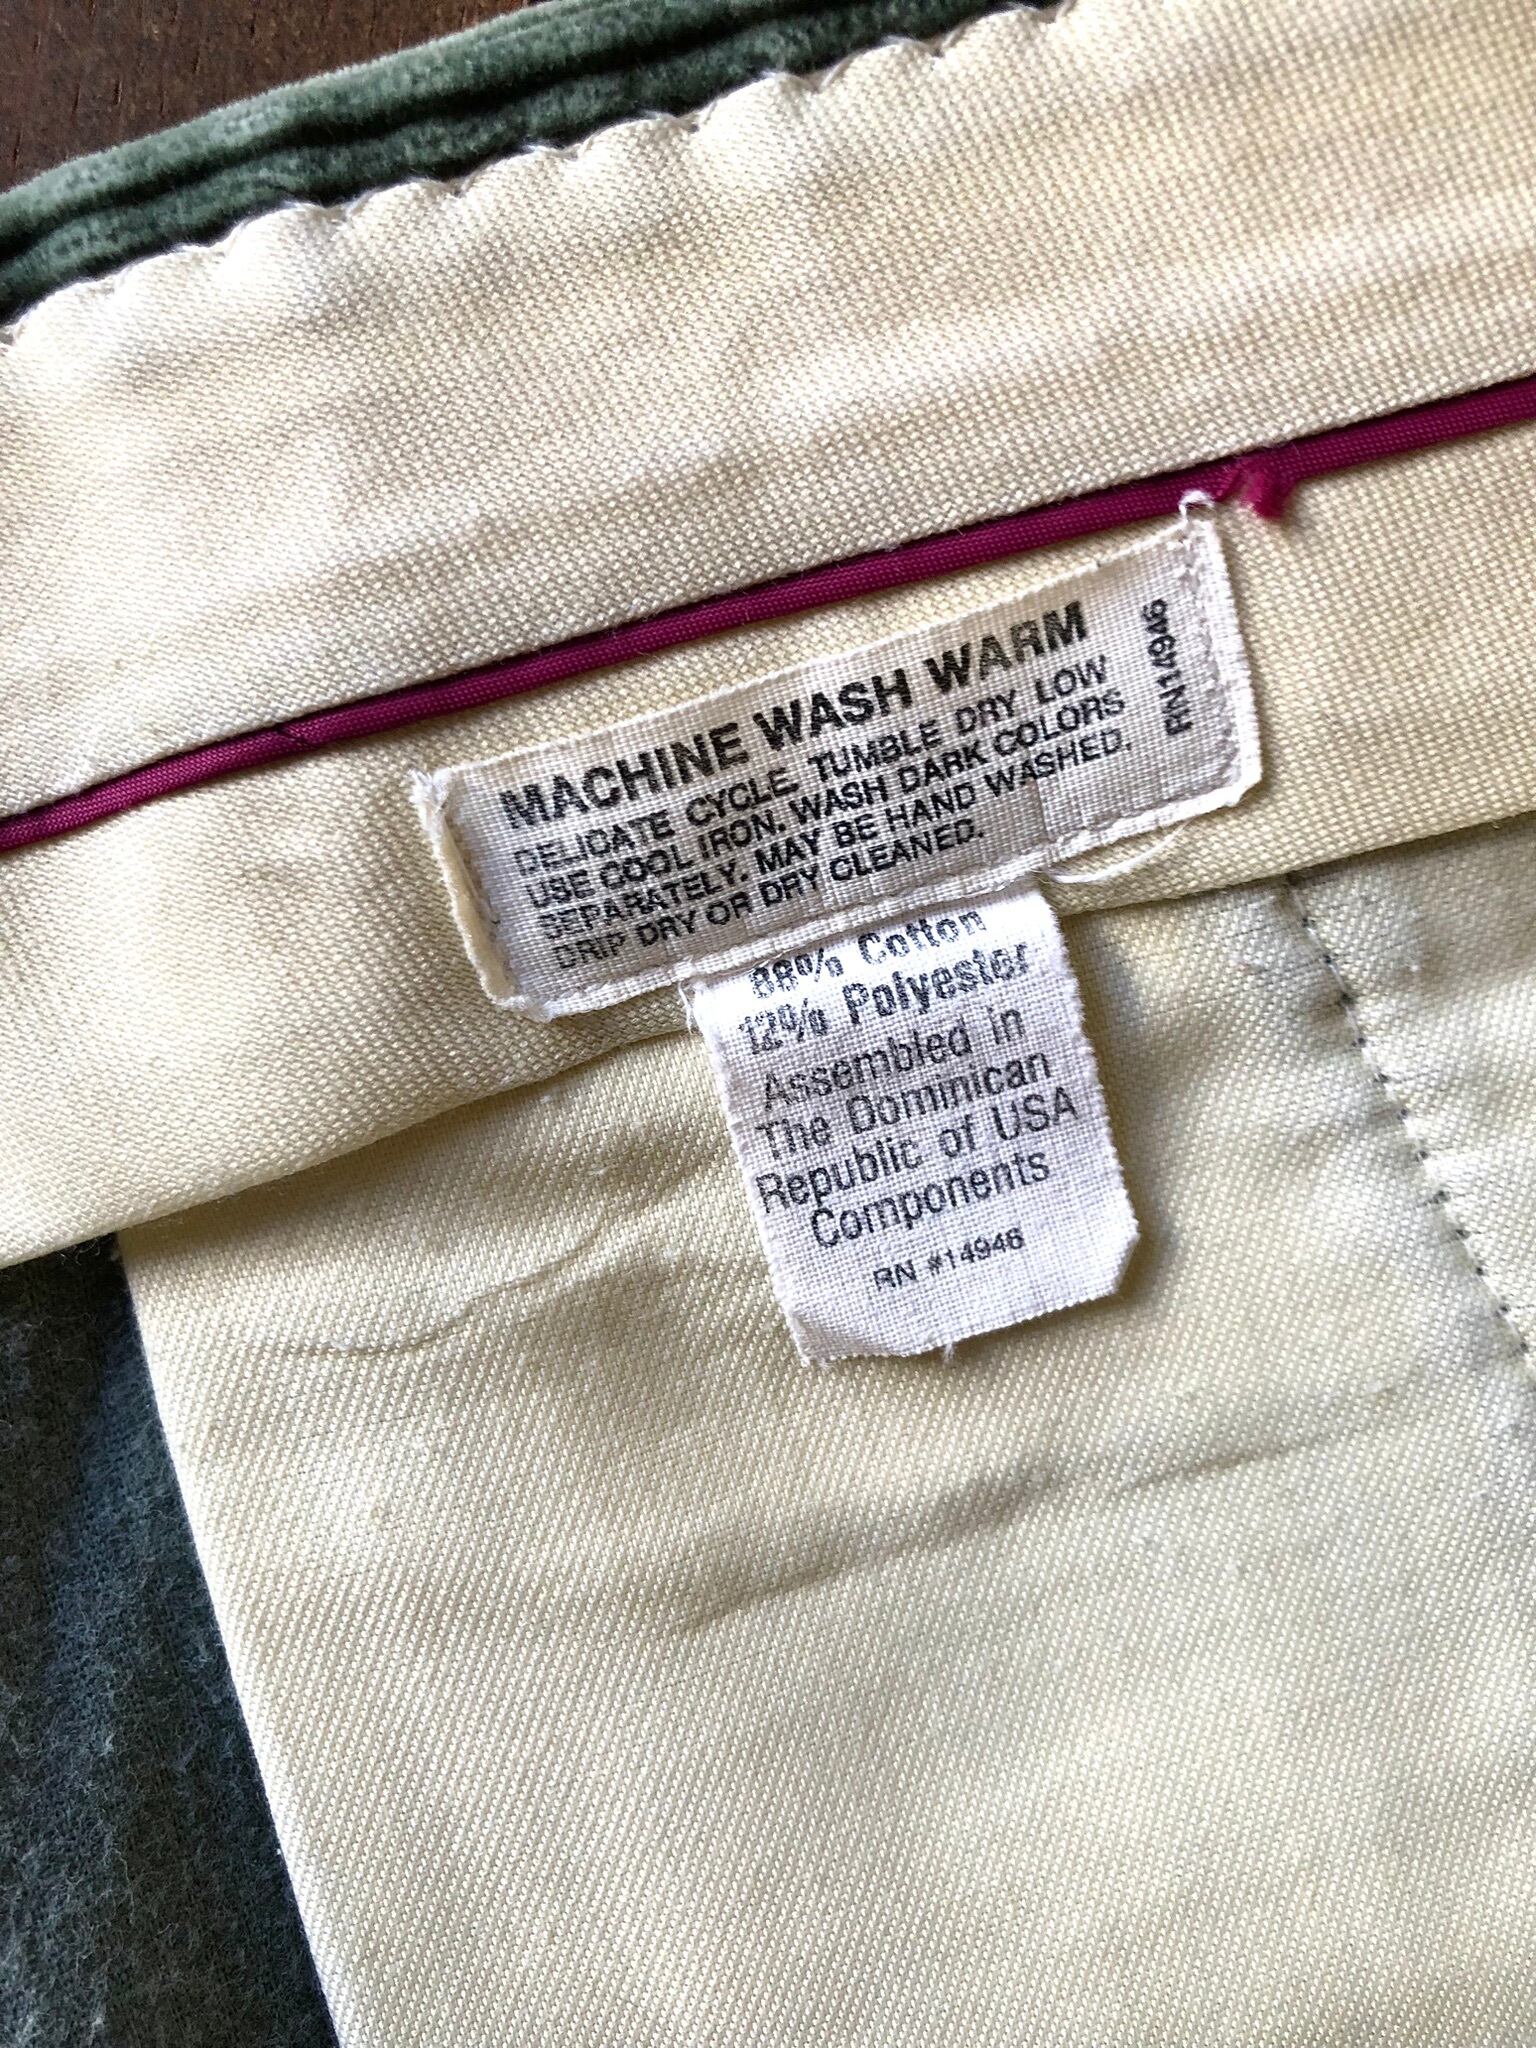 MACHINE WASH WARM
DELICATE CYCLE. TUMBLE DRY LOW
USE COOL IRON. WASH DARK COLORS
SEPARATELY. MAY BE HAND WASHED,
DRIP DRY OR DRY CLEANED.
RN14946
88% Cotton
12% Polyester
Assembled in
The Dominican
Republic of USA
Components
RN #14946